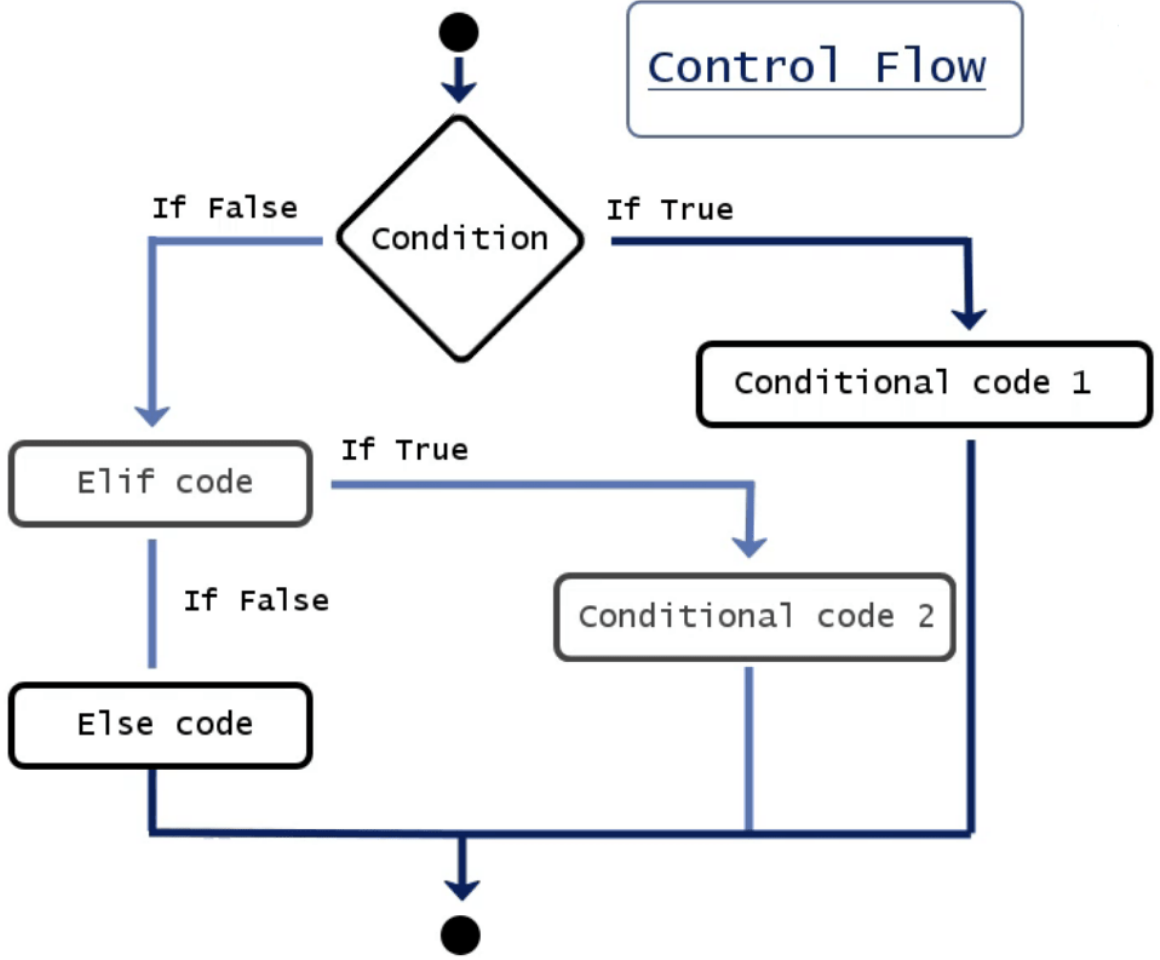 Control Flow
If False
If True
Condition
Conditional code 1
If True
Elif code
If False
Conditional code 2
Else code